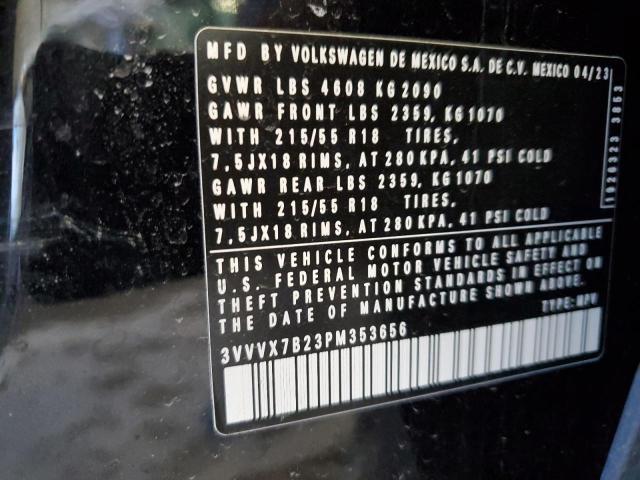 MFD BY VOLKSWAGEN DE MEXICO S.A. DE C.V. MEXICO 04/23
GVWR LBS 4608 KG 2090
GAWR FRONT LBS 2359, KG 1070
WITH 215/55 R18 TIRES,
7,5JX18 RIMS, AT 280 KPA, 41 PSI COLD
GAWR REAR LBS 2359, KG 1070
WITH 215/55 R18 TIRES,
7,5JX18 RIMS, AT 280 KPA, 41 PSI COLD
THIS VEHICLE CONFORMS TO ALL APPLICABLE
U.S. FEDERAL MOTOR VEHICLE SAFETY AND
THEFT PREVENTION STANDARDS IN EFFECT ON
THE DATE OF MANUFACTURE SHOWN ABOVE.
3VVVX7B23PM353656 TYPE: MPV